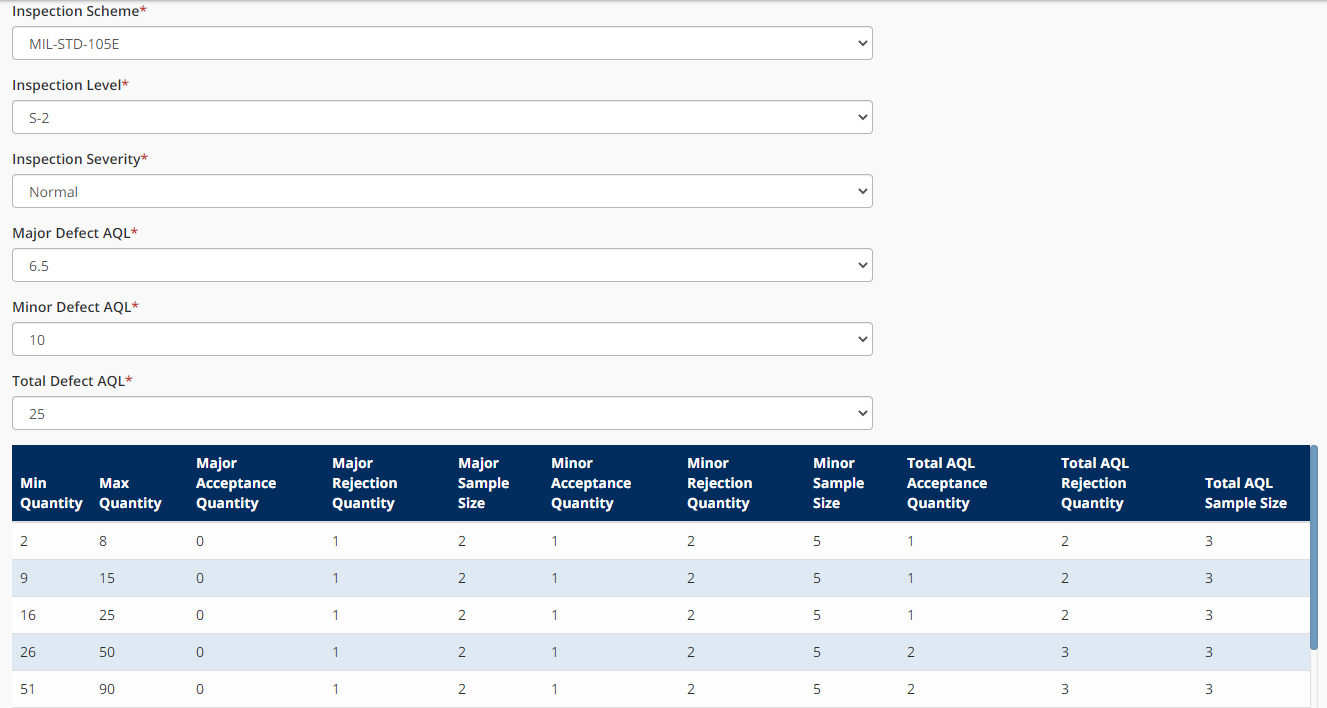 Inspection Scheme*
MIL-STD-105E
Inspection Level*
S-2
Inspection Severity*
Normal
Major Defect AQL*
6.5
Minor Defect AQL*
10
Total Defect AQL*
25
Min Quantity Max Quantity Major Acceptance Quantity Major Rejection Quantity Major Sample Size Minor Acceptance Quantity Minor Rejection Quantity Minor Sample Size Total AQL Acceptance Quantity Total AQL Rejection Quantity Total AQL Sample Size
2 8 0 1 2 1 2 5 1 2 3
9 15 0 1 2 1 2 5 1 2 3
16 25 0 1 2 1 2 5 1 2 3
26 50 0 1 2 1 2 5 2 3 3
51 90 0 1 2 1 2 5 2 3 3